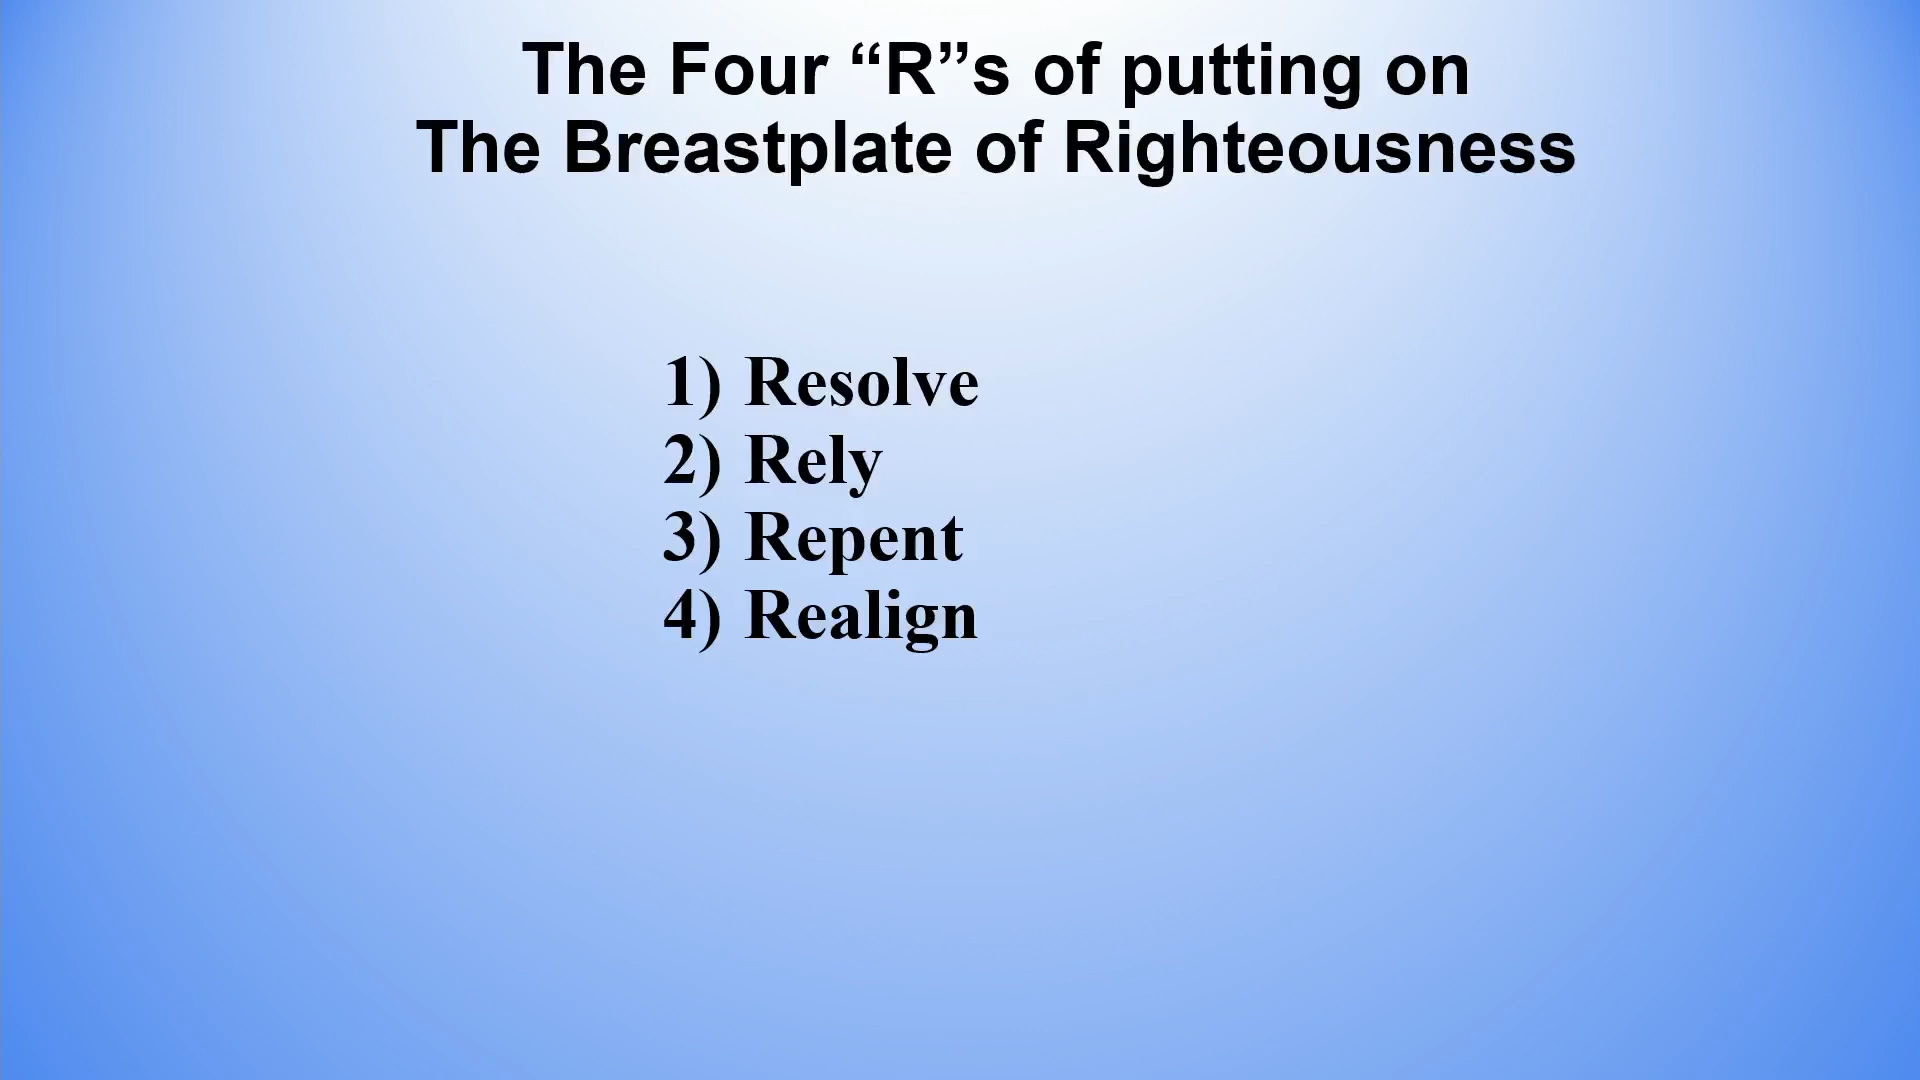 The Four “R”s of putting on
The Breastplate of Righteousness
1) Resolve
2) Rely
3) Repent
4) Realign